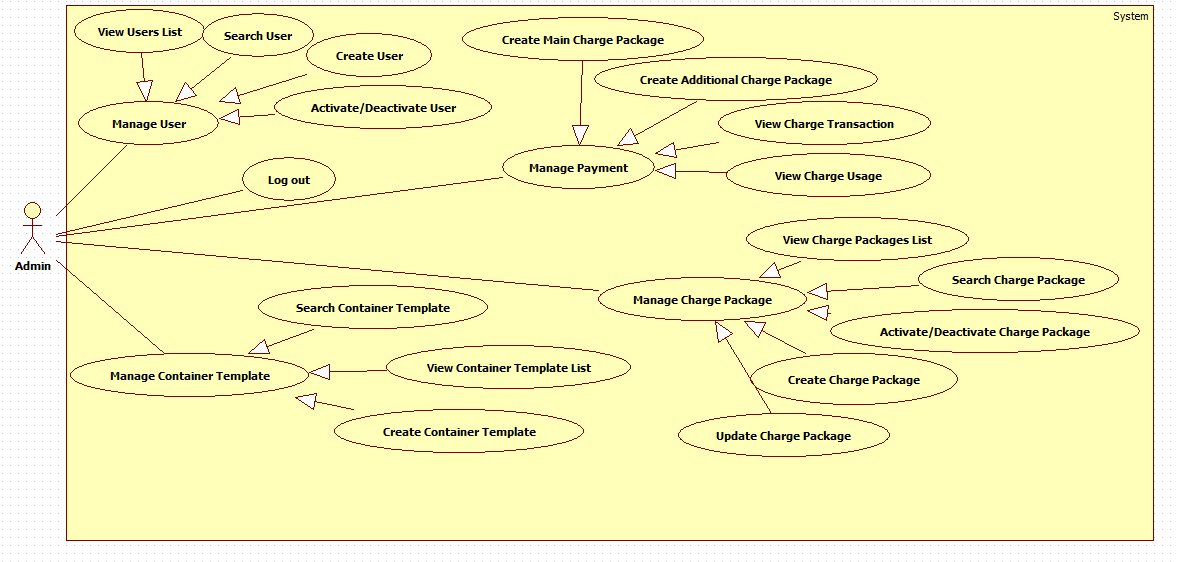 System
View Users List
Search User
Create User
Activate/Deactivate User
Manage User
Create Main Charge Package
Create Additional Charge Package
View Charge Transaction
Manage Payment
View Charge Usage
Log out
Admin
View Charge Packages List
Search Charge Package
Manage Charge Package
Activate/Deactivate Charge Package
Create Charge Package
Update Charge Package
Search Container Template
View Container Template List
Manage Container Template
Create Container Template